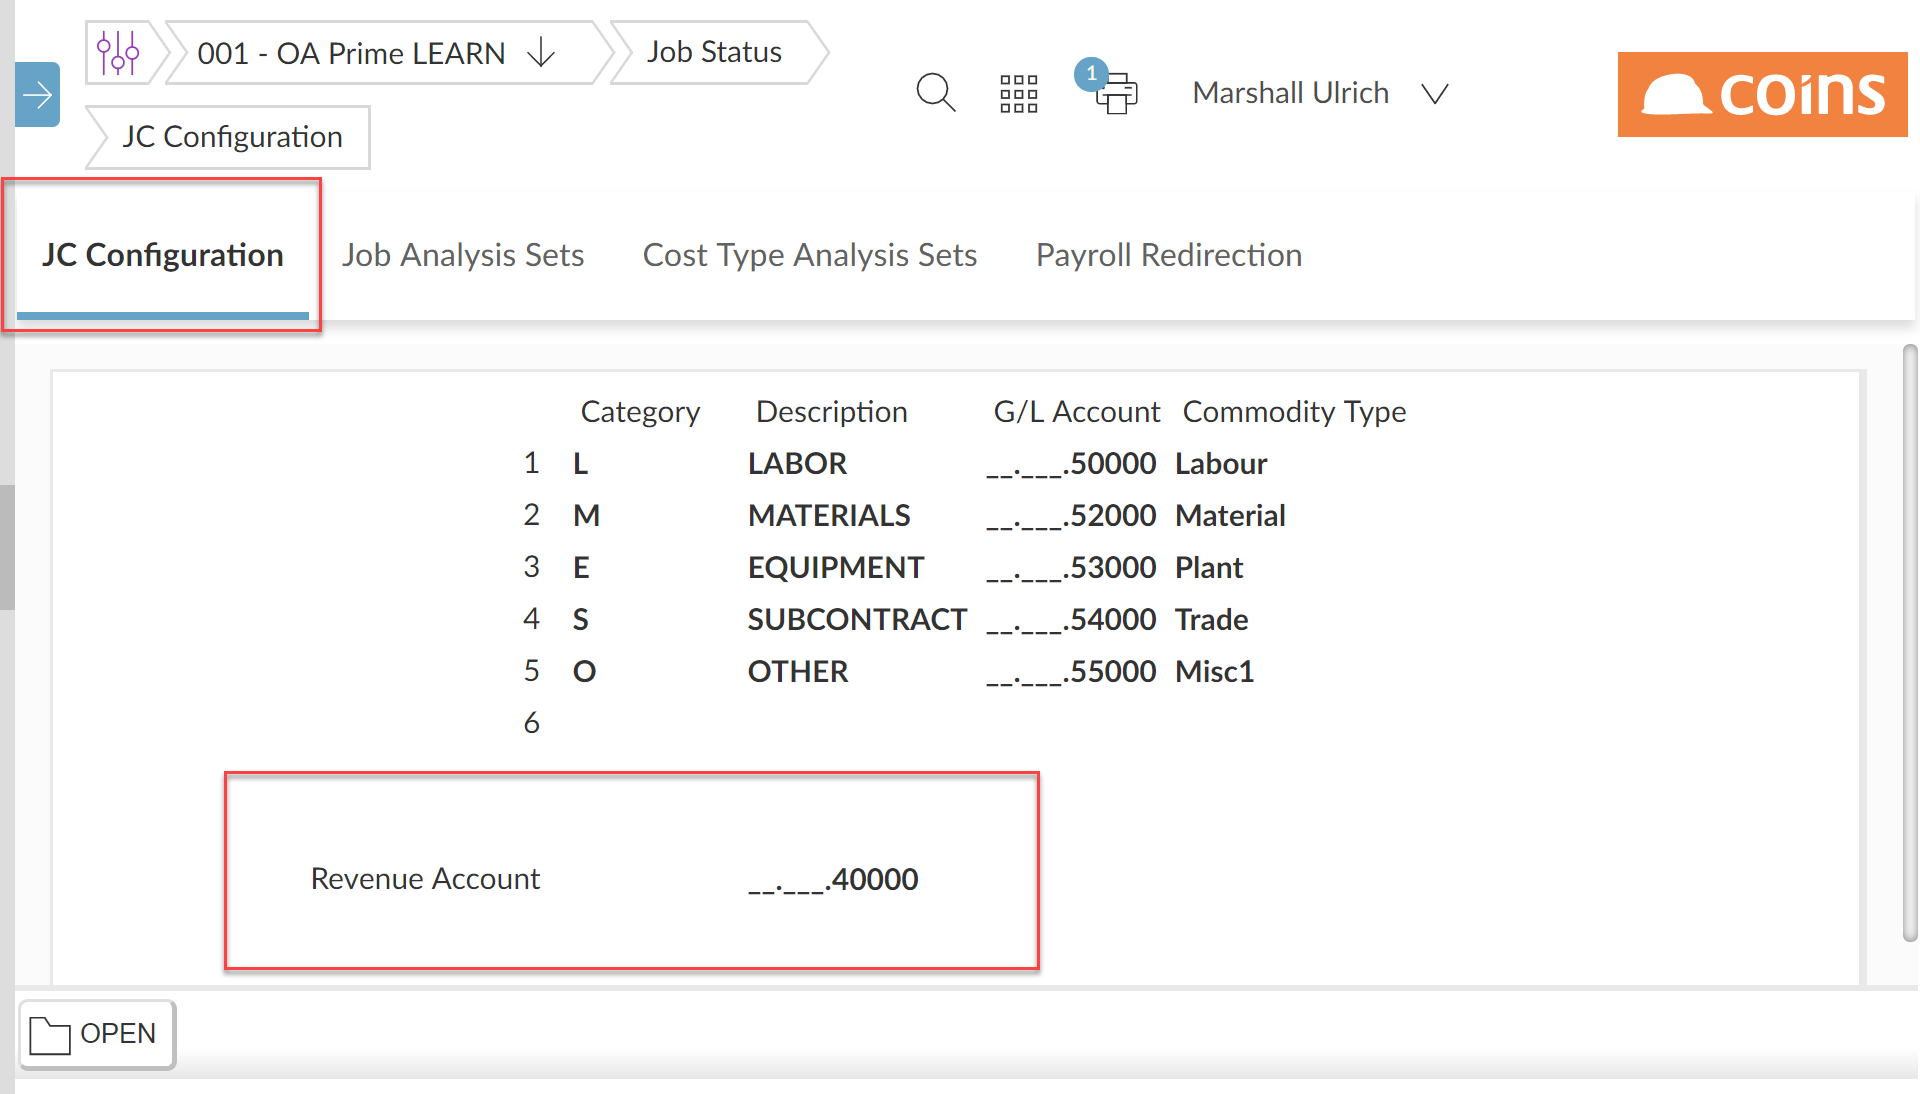 001 - OA Prime LEARN
Job Status
JC Configuration
1
Marshall Ulrich
coins
JC Configuration
Job Analysis Sets
Cost Type Analysis Sets
Payroll Redirection
Category Description G/L Account Commodity Type
1 L LABOR __.___.50000 Labour
2 M MATERIALS __.___.52000 Material
3 E EQUIPMENT __.___.53000 Plant
4 S SUBCONTRACT __.___.54000 Trade
5 O OTHER __.___.55000 Misc1
6
Revenue Account __.___.40000
OPEN